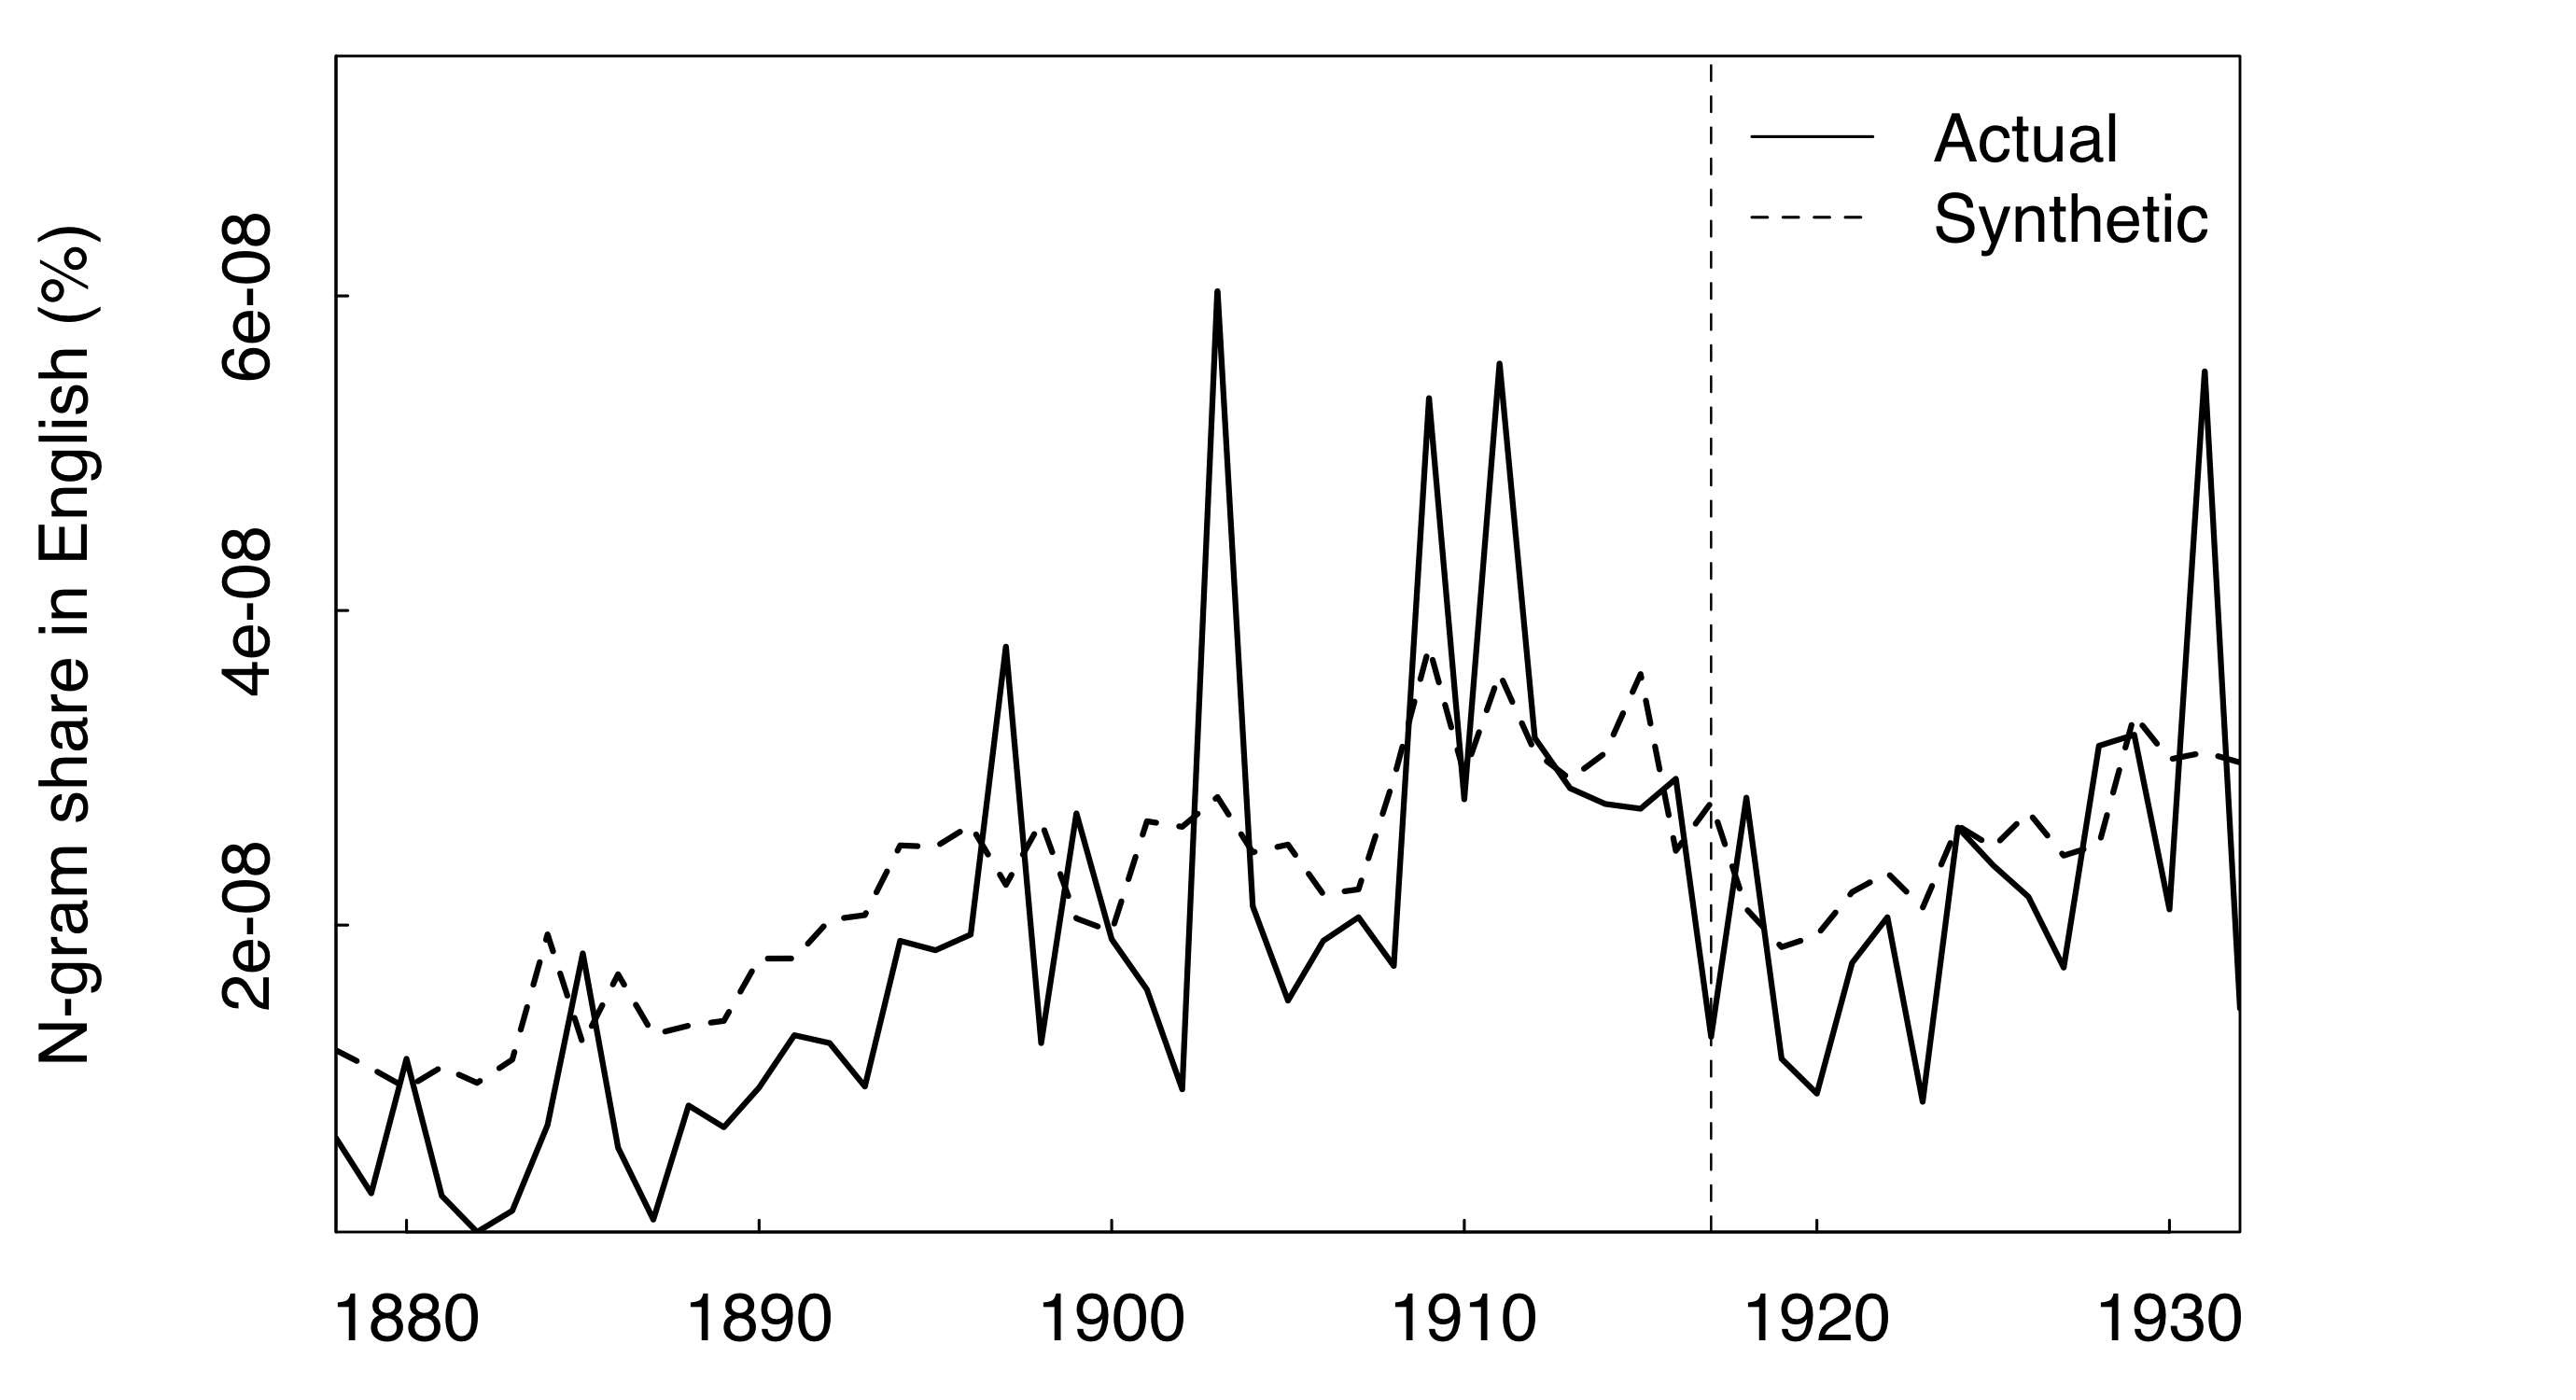 N-gram share in English (%)
6e-08
4e-08
2e-08
Actual
Synthetic
1880 1890 1900 1910 1920 1930